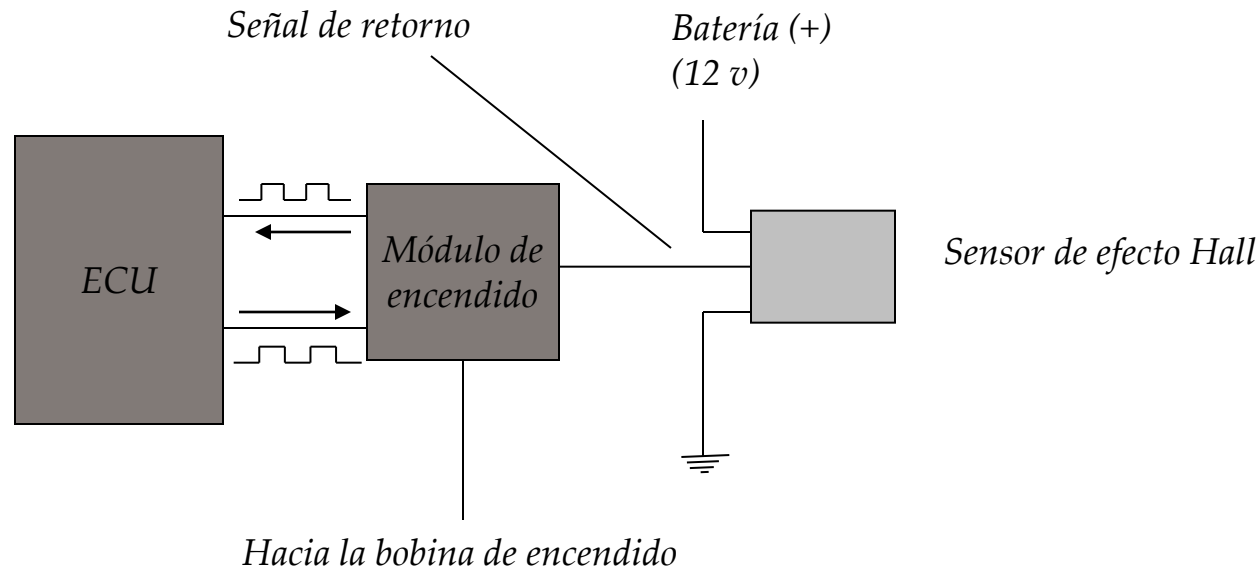 Señal de retorno
Batería (+)
(12 v)
ECU
Módulo de
encendido
Sensor de efecto Hall
Hacia la bobina de encendido